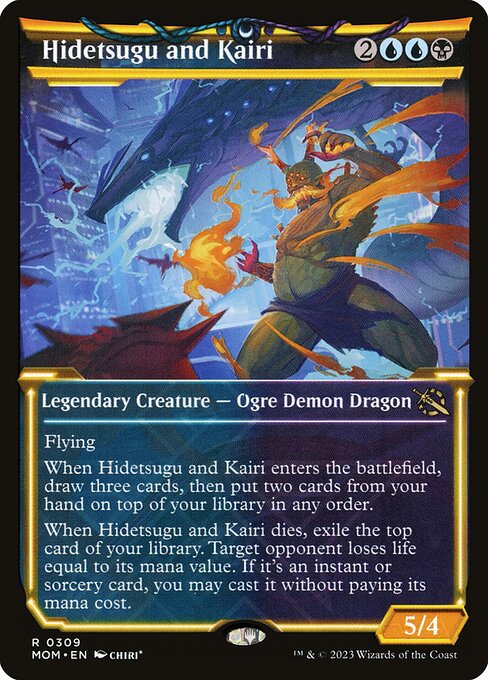 Hidetsugu and Kairi 2
Legendary Creature — Ogre Demon Dragon
Flying
When Hidetsugu and Kairi enters the battlefield,
draw three cards, then put two cards from your
hand on top of your library in any order.
When Hidetsugu and Kairi dies, exile the top
card of your library. Target opponent loses life
equal to its mana value. If it's an instant or
sorcery card, you may cast it without paying its
mana cost.
5/4
R 0309
MOM • EN CHIRI*
™ & © 2023 Wizards of the Coast